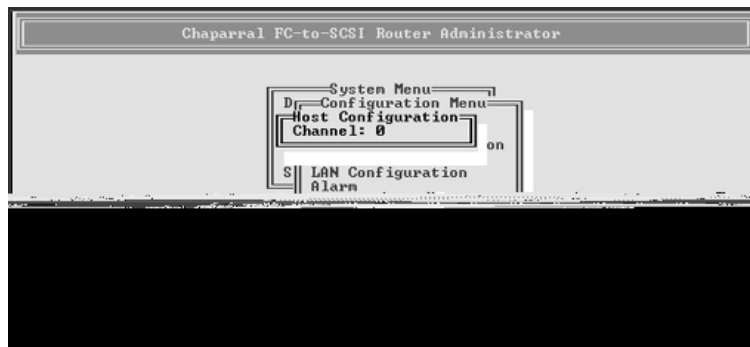 Chaparral FC-to-SCSI Router Administrator
System Menu
D
Configuration Menu
Host Configuration
Channel: 0
on
S
LAN Configuration
Alarm